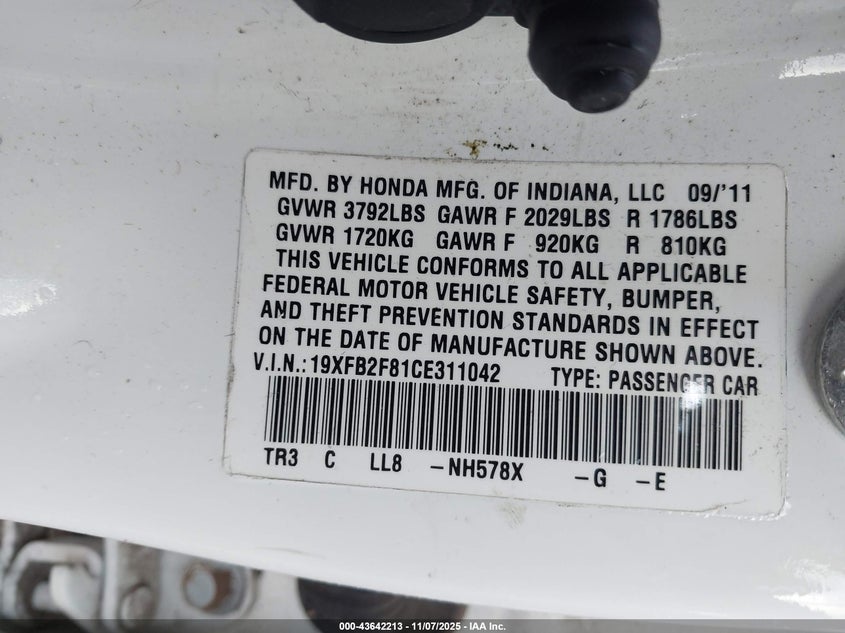 MFD. BY HONDA MFG. OF INDIANA, LLC 09/'11
GVWR 3792LBS GAWR F 2029LBS R 1786LBS
GVWR 1720KG GAWR F 920KG R 810KG
THIS VEHICLE CONFORMS TO ALL APPLICABLE
FEDERAL MOTOR VEHICLE SAFETY, BUMPER,
AND THEFT PREVENTION STANDARDS IN EFFECT
ON THE DATE OF MANUFACTURE SHOWN ABOVE.
V.I.N.:19XFB2F81CE311042 TYPE: PASSENGER CAR
TR3 C LL8 -NH578X -G -E
000-43642213 - 11/07/2025 - IAA Inc.